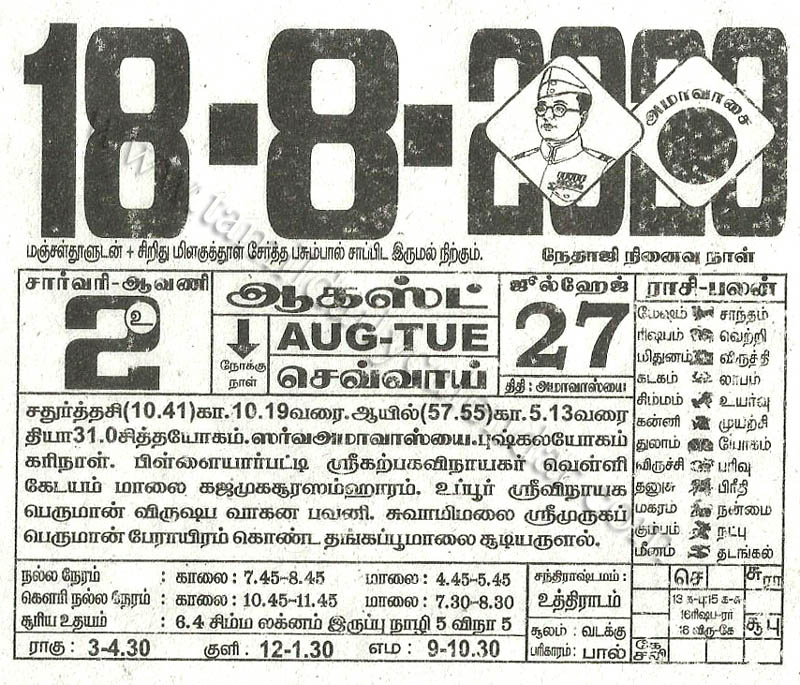 18-8-2020
அமாவாசை
மஞ்சள்தூளுடன் + சிறிது மிளகுத்தூள் சேர்த்த பசும்பால் சாப்பிட இருமல் நிற்கும்.
நேதாஜி நினைவு நாள்
சார்வரி-ஆவணி
2
உ
ஆகஸ்ட்
நோக்கு நாள்
AUG-TUE
செவ்வாய்
ஜூல்ஹேஜ்
27
திதி : அமாவாஸ்யை
சதுர்த்தசி(10.41)கா.10.19வரை.ஆயில்(57.55)கா.5.13வரை
தியா31.0சித்தயோகம்.ஸர்வஅமாவாஸ்யை.புஷ்கலயோகம்
கரிநாள். பிள்ளையார்பட்டி ஸ்ரீகற்பகவிநாயகர் வெள்ளி
கேடயம் மாலை கஜமுகசூரஸம்ஹாரம். உப்பூர் ஸ்ரீவிநாயக
பெருமான் விருஷப வாகன பவனி. சுவாமிமலை ஸ்ரீமுருகப்
பெருமான் பேராயிரம் கொண்ட தங்கப்பூமாலை சூடியருளல்.
ராசி-பலன்
மேஷம் சாந்தம்
ரிஷபம் வெற்றி
மிதுனம் விருத்தி
கடகம் லாபம்
சிம்மம் உயர்வு
கன்னி முயற்சி
துலாம் யோகம்
விருச்சி பரிவு
தனுசு பிரீதி
மகரம் நன்மை
கும்பம் நட்பு
மீனம் தடங்கல்
நல்ல நேரம் : காலை : 7.45-8.45 மாலை : 4.45-5.45
கௌரி நல்ல நேரம் : காலை : 10.45-11.45 மாலை : 7.30-8.30
சூரிய உதயம் : 6.4 சிம்ம லக்னம் இருப்பு நாழி 5 விநா 5
ராகு : 3-4.30 குளி : 12-1.30 எம : 9-10.30
சந்திராஷ்டமம் :
உத்திராடம்
சூலம் : வடக்கு
பரிகாரம் : பால்
செ
சு ரா
சூ பு
கே
சனி